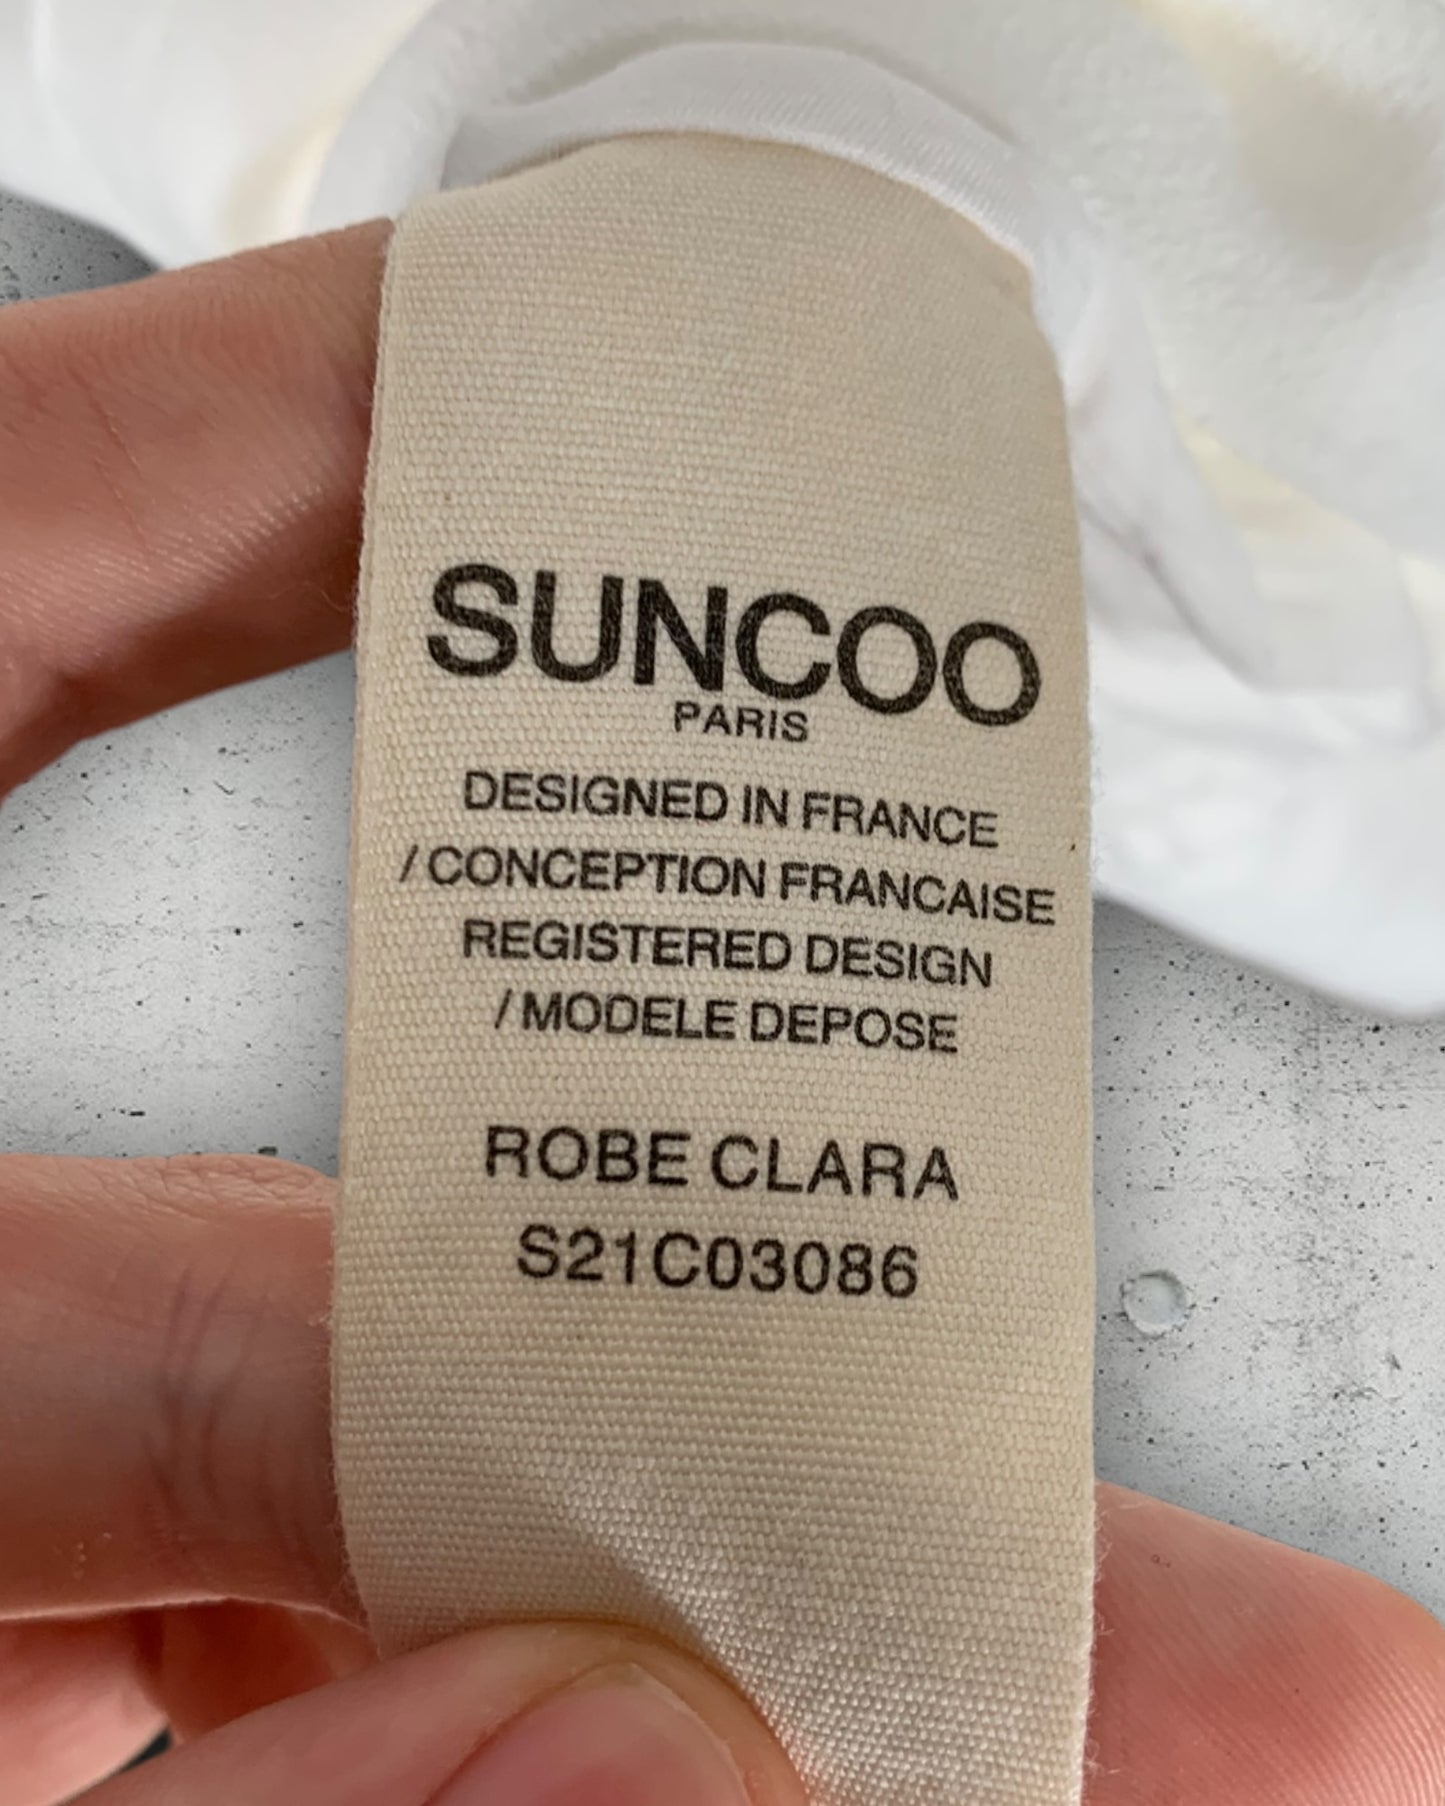 SUNCOO
PARIS
DESIGNED IN FRANCE
/ CONCEPTION FRANCAISE
REGISTERED DESIGN
/ MODELE DEPOSE
ROBE CLARA
S21C03086